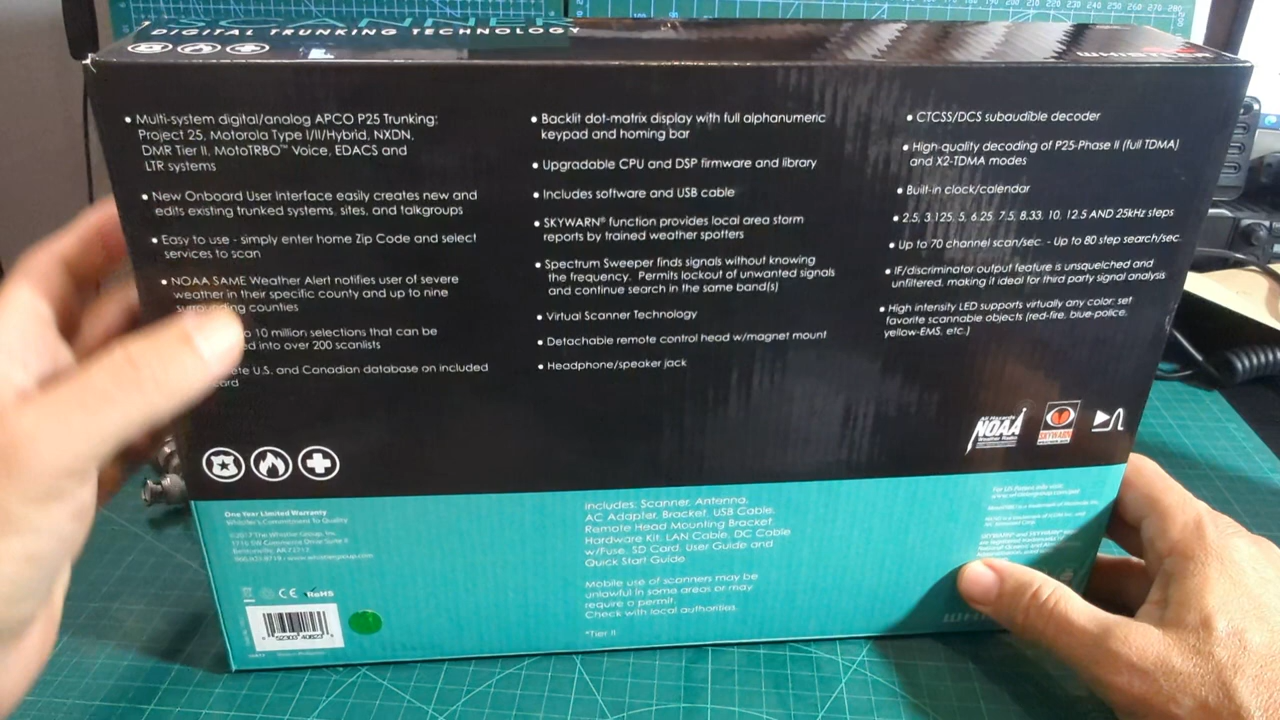 SCANNER
DIGITAL TRUNKING TECHNOLOGY
WHISTLER
• Multi-system digital/analog APCO P25 Trunking:
Project 25, Motorola Type I/II/Hybrid, NXDN,
DMR Tier II, MotoTRBO™ Voice, EDACS and
LTR systems
• New Onboard User Interface easily creates new and
edits existing trunked systems, sites, and talkgroups
• Easy to use - simply enter home Zip Code and select
services to scan
• NOAA SAME Weather Alert notifies user of severe
weather in their specific county and up to nine
surrounding counties
10 million selections that can be
into over 200 scanlists
U.S. and Canadian database on included
• Backlit dot-matrix display with full alphanumeric
keypad and homing bar
• Upgradable CPU and DSP firmware and library
• Includes software and USB cable
• SKYWARN® function provides local area storm
reports by trained weather spotters
• Spectrum Sweeper finds signals without knowing
the frequency. Permits lockout of unwanted signals
and continue search in the same band(s)
• Virtual Scanner Technology
• Detachable remote control head w/magnet mount
• Headphone/speaker jack
• CTCSS/DCS subaudible decoder
• High-quality decoding of P25-Phase II (full TDMA)
and X2-TDMA modes
• Built-in clock/calendar
• 2.5, 3.125, 5, 6.25, 7.5, 8.33, 10, 12.5 AND 25kHz steps
• Up to 70 channel scan/sec. - Up to 80 step search/sec.
• IF/discriminator output feature is unsquelched and
unfiltered, making it ideal for third party signal analysis
• High intensity LED supports virtually any color: set
favorite scannable objects (red-fire, blue-police,
yellow-EMS, etc.)
All Hazards
NOAA
Weather Radio
SKYWARN
One Year Limited Warranty
Whistler's Commitment to Quality
©2017 The Whistler Group, Inc.
1716 SW Commerce Drive Suite 8
Bentonville, AR 72712
www.whistlergroup.com
CE RoHS
Includes: Scanner, Antenna,
AC Adapter, Bracket, USB Cable,
Remote Head Mounting Bracket
Hardware Kit, LAN Cable, DC Cable
w/Fuse, SD Card, User Guide and
Quick Start Guide
Mobile use of scanners may be
unlawful in some areas or may
require a permit.
Check with local authorities.
*Tier II